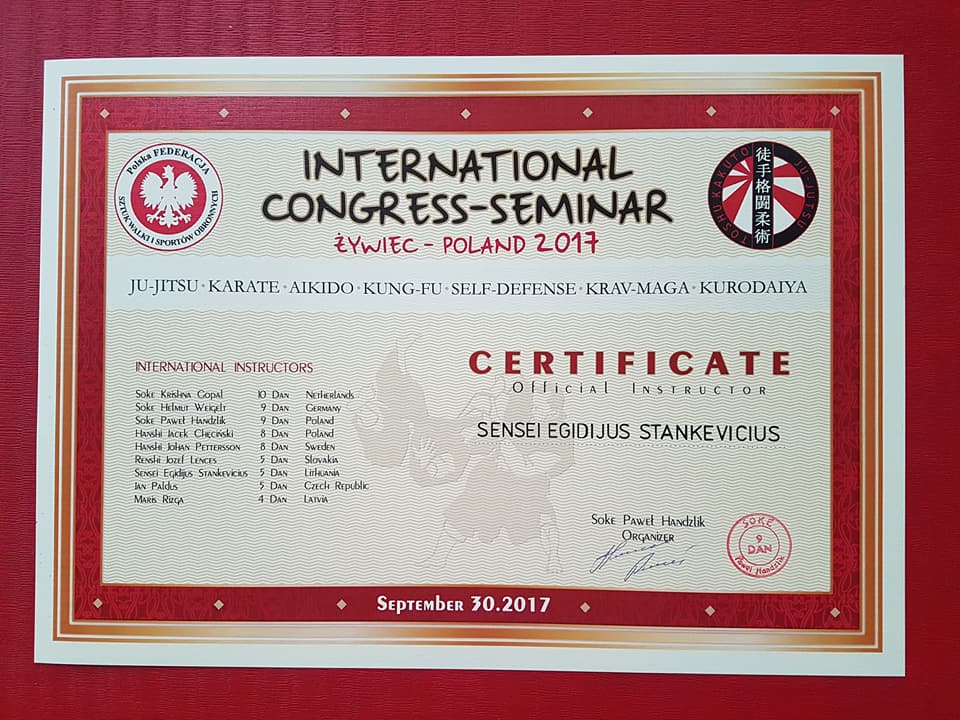 Polska FEDERACJA
SZTUK WALKI i SPORTÓW OBRONNYCH
INTERNATIONAL
CONGRESS-SEMINAR
ŻYWIEC - POLAND 2017
TOSHU KAKUTO
徒手格闘柔術
JU-JUTSU
JU-JITSU • KARATE • AIKIDO • KUNG-FU • SELF-DEFENSE • KRAV-MAGA • KURODAIYA
INTERNATIONAL INSTRUCTORS
Soke Krishna Gopal 10 Dan Netherlands
Soke Helmut Weigelt 9 Dan Germany
Soke Paweł Handzlik 9 Dan Poland
Hanshi Jacek Chęciński 8 Dan Poland
Hanshi Johan Pettersson 8 Dan Sweden
Renshi Jozef Lences 5 Dan Slovakia
Sensei Egidijus Stankevicius 5 Dan Lithuania
Jan Paldus 5 Dan Czech Republic
Maris Rizga 4 Dan Latvia
CERTIFICATE
Official Instructor
SENSEI EGIDIJUS STANKEVICIUS
Soke Paweł Handzlik
Organizer
SOKE
9
DAN
Paweł Handzlik
September 30.2017